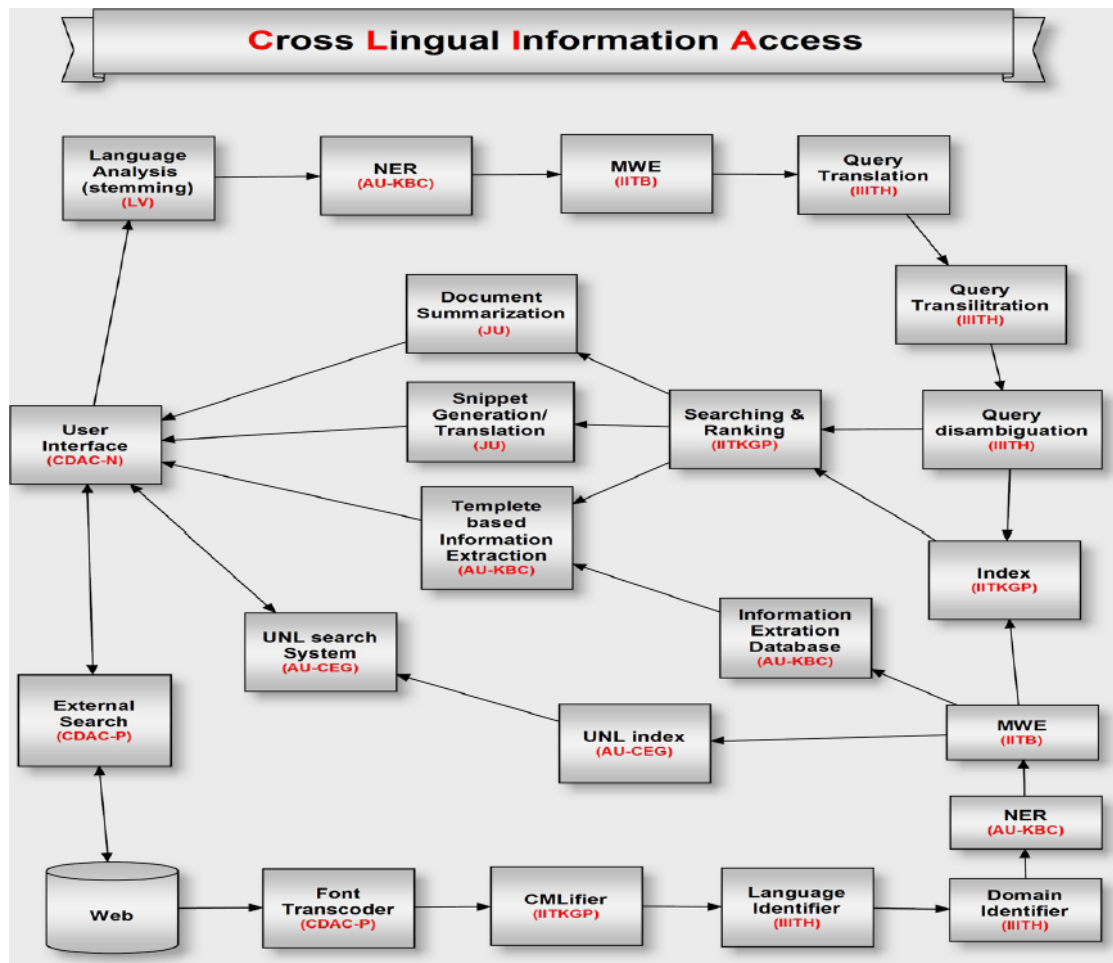 Cross Lingual Information Access
Language
Analysis
(stemming)
(LV)
NER
(AU-KBC)
MWE
(IITB)
Query
Translation
(IIITH)
Query
Transilitration
(IIITH)
Document
Summarization
(JU)
Snippet
Generation/
Translation
(JU)
Searching &
Ranking
(IITKGP)
Query
disambiguation
(IIITH)
User
Interface
(CDAC-N)
Templete
based
Information
Extraction
(AU-KBC)
Index
(IITKGP)
UNL search
System
(AU-CEG)
Information
Extration
Database
(AU-KBC)
External
Search
(CDAC-P)
UNL index
(AU-CEG)
MWE
(IITB)
NER
(AU-KBC)
Web
Font
Transcoder
(CDAC-P)
CMLifier
(IITKGP)
Language
Identifier
(IIITH)
Domain
Identifier
(IIITH)